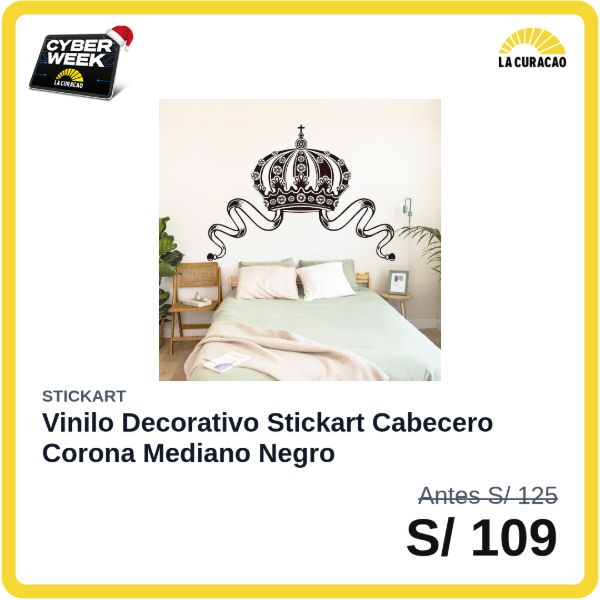 CYBER
WEEK
LA CURACAO
LA CURACAO
STICKART
Vinilo Decorativo Stickart Cabecero
Corona Mediano Negro
Antes S/ 125
S/ 109